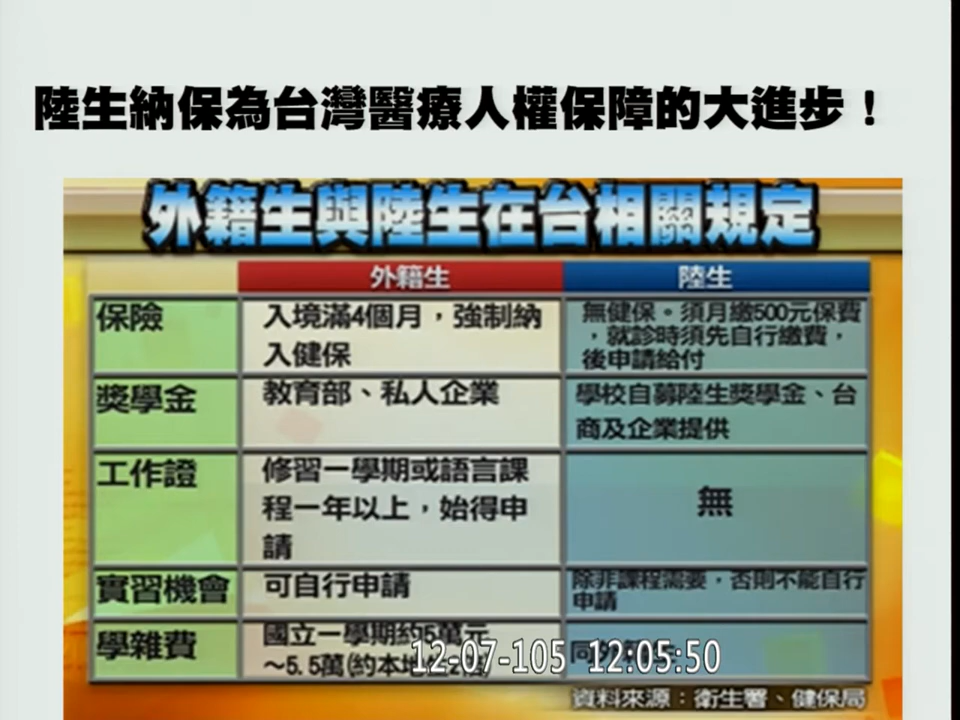 陸生納保為台灣醫療人權保障的大進步！
外籍生與陸生在台相關規定
外籍生
陸生
保險
入境滿4個月，強制納
入健保
無健保。須月繳500元保費
，就診時須先自行繳費，
後申請給付
獎學金
教育部、私人企業
學校自募陸生獎學金、台
商及企業提供
工作證
修習一學期或語言課
程一年以上，始得申
請
無
實習機會
可自行申請
除非課程需要，否則不能自行
申請
學雜費
國立一學期約5萬元
～5.5萬(約本地生2倍)
同外
12-07-105 12:05:50
資料來源：衛生署、健保局